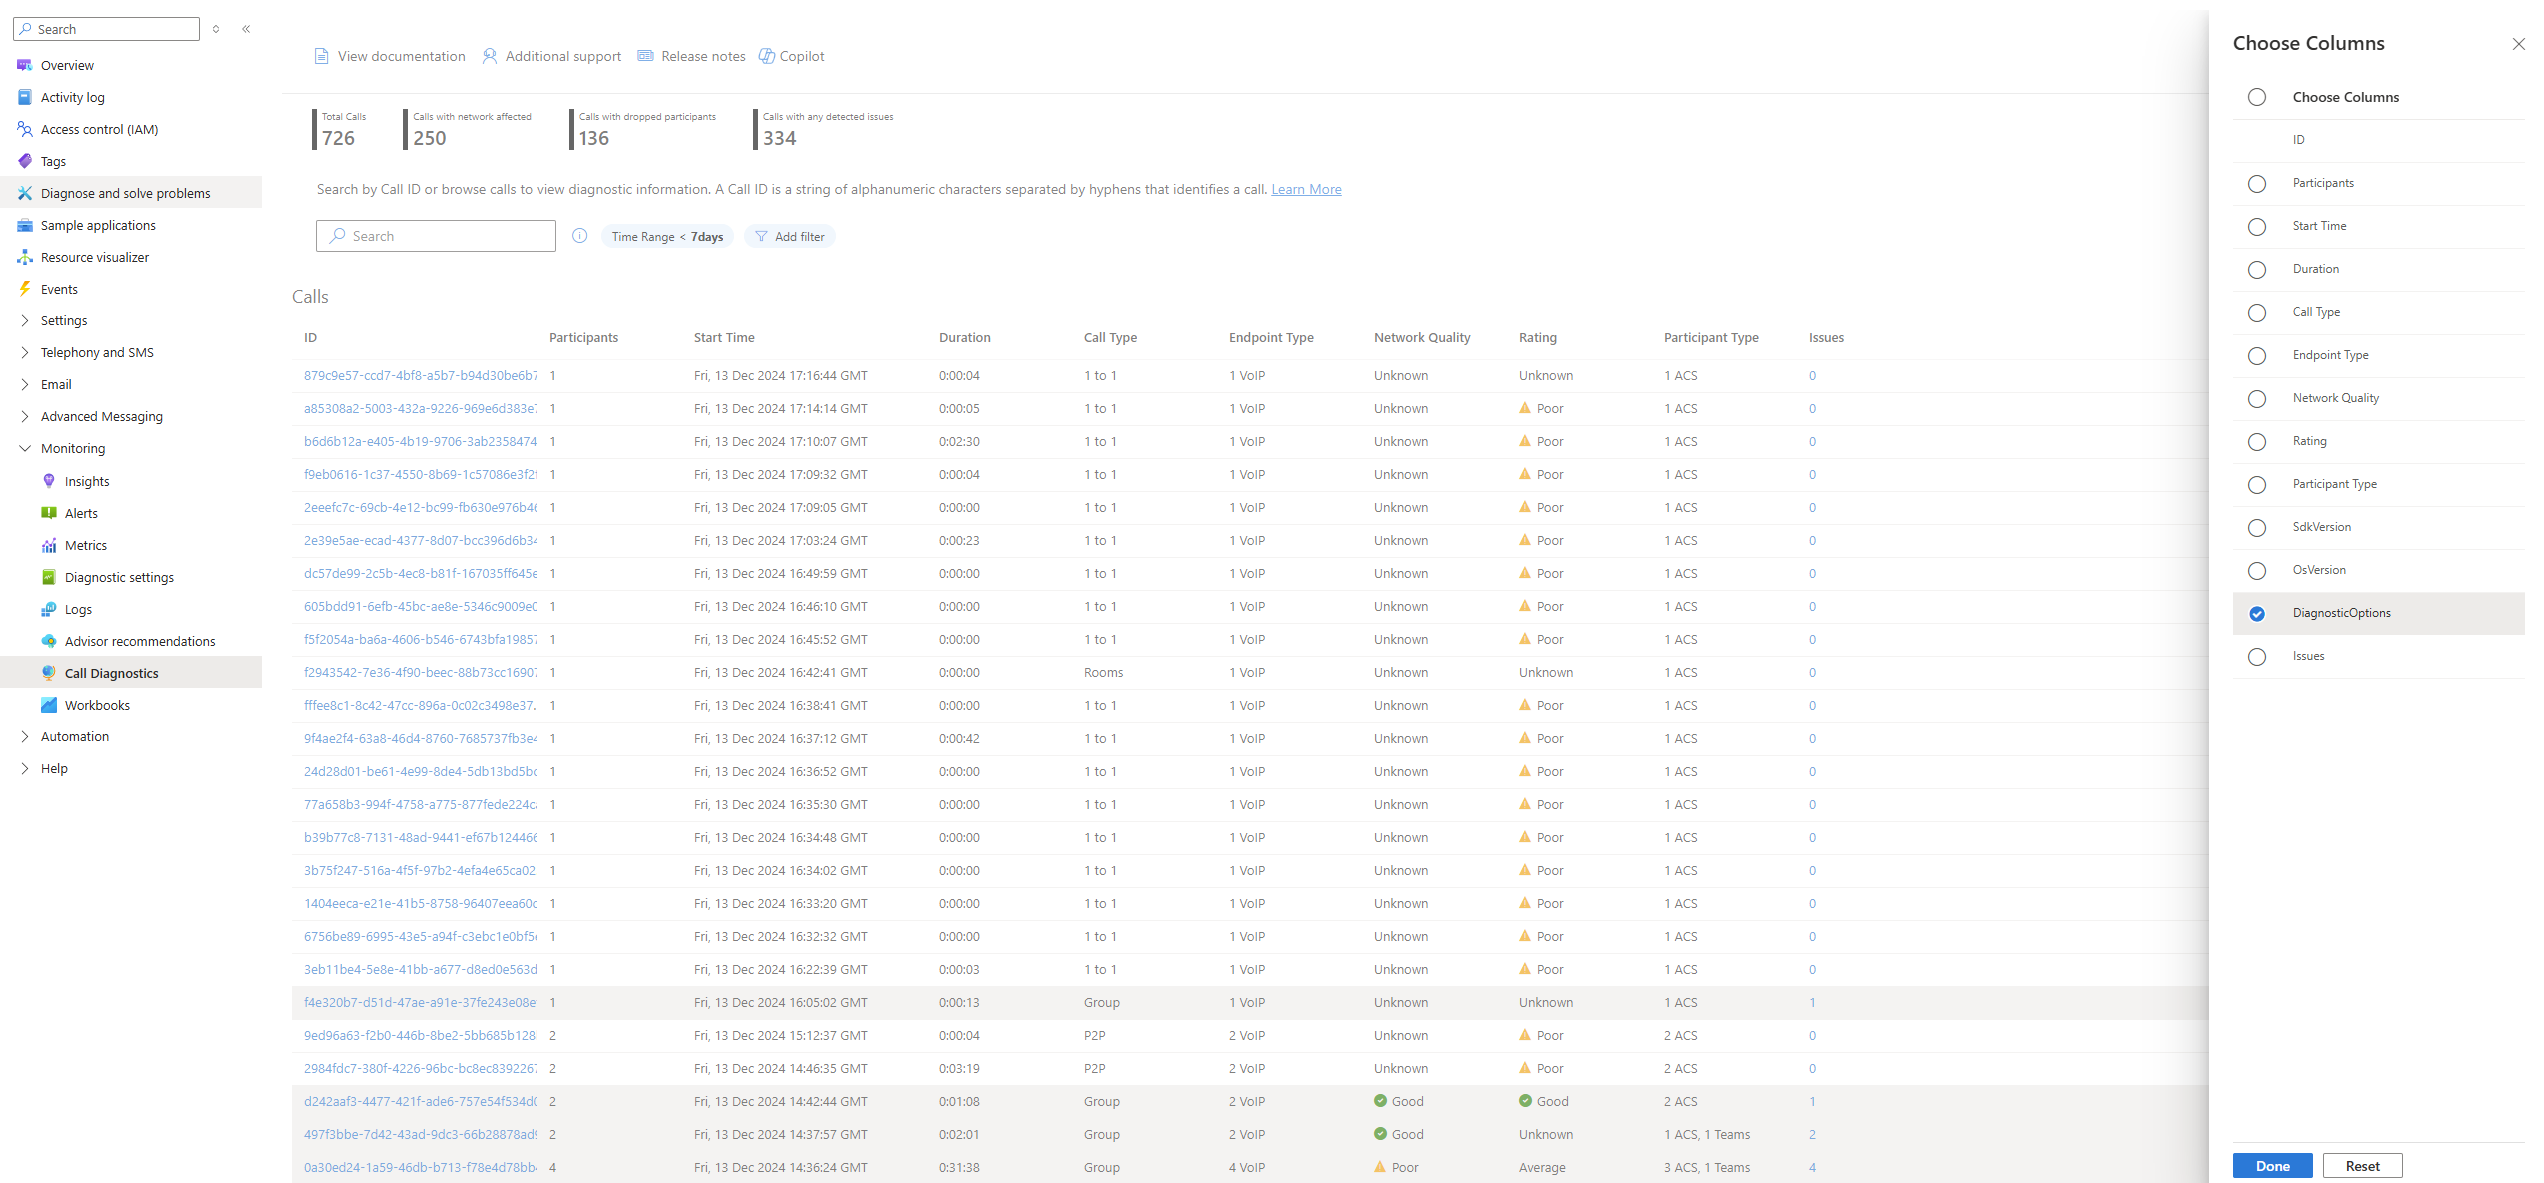 Search
Overview
Activity log
Access control (IAM)
Tags
Diagnose and solve problems
Sample applications
Resource visualizer
Events
Settings
Telephony and SMS
Email
Advanced Messaging
Monitoring
Insights
Alerts
Metrics
Diagnostic settings
Logs
Advisor recommendations
Call Diagnostics
Workbooks
Automation
Help
View documentation Additional support Release notes Copilot
Total Calls Calls with network affected Calls with dropped participants Calls with any detected issues
726 250 136 334
Search by Call ID or browse calls to view diagnostic information. A Call ID is a string of alphanumeric characters separated by hyphens that identifies a call. Learn More
Search Time Range < 7days Add filter
Calls
ID Participants Start Time Duration Call Type Endpoint Type Network Quality Rating Participant Type Issues
879c9e57-ccd7-4bf8-a5b7-b94d30be6b7 1 Fri, 13 Dec 2024 17:16:44 GMT 0:00:04 1 to 1 1 VoIP Unknown Unknown 1 ACS 0
a85308a2-5003-432a-9226-969e6d383e7 1 Fri, 13 Dec 2024 17:14:14 GMT 0:00:05 1 to 1 1 VoIP Unknown Poor 1 ACS 0
b6d6b12a-e405-4b19-9706-3ab2358474 1 Fri, 13 Dec 2024 17:10:07 GMT 0:02:30 1 to 1 1 VoIP Unknown Poor 1 ACS 0
f9eb0616-1c37-4550-8b69-1c57086e3f2f 1 Fri, 13 Dec 2024 17:09:32 GMT 0:00:04 1 to 1 1 VoIP Unknown Poor 1 ACS 0
2eeefc7c-69cb-4e12-bc99-fb630e976b46 1 Fri, 13 Dec 2024 17:09:05 GMT 0:00:00 1 to 1 1 VoIP Unknown Poor 1 ACS 0
2e39e5ae-ecad-4377-8d07-bcc396d6b34 1 Fri, 13 Dec 2024 17:03:24 GMT 0:00:23 1 to 1 1 VoIP Unknown Poor 1 ACS 0
dc57de99-2c5b-4ec8-b81f-167035ff645e 1 Fri, 13 Dec 2024 16:49:59 GMT 0:00:00 1 to 1 1 VoIP Unknown Poor 1 ACS 0
605bdd91-6efb-45bc-ae8e-5346c9009e0 1 Fri, 13 Dec 2024 16:46:10 GMT 0:00:00 1 to 1 1 VoIP Unknown Poor 1 ACS 0
f5f2054a-ba6a-4606-b546-6743bfa19857 1 Fri, 13 Dec 2024 16:45:52 GMT 0:00:00 1 to 1 1 VoIP Unknown Poor 1 ACS 0
f2943542-7e36-4f90-beec-88b73cc16907 1 Fri, 13 Dec 2024 16:42:41 GMT 0:00:00 Rooms 1 VoIP Unknown Unknown 1 ACS 0
fffee8c1-8c42-47cc-896a-0c02c3498e37. 1 Fri, 13 Dec 2024 16:38:41 GMT 0:00:00 1 to 1 1 VoIP Unknown Poor 1 ACS 0
9f4ae2f4-63a8-46d4-8760-7685737fb3e4 1 Fri, 13 Dec 2024 16:37:12 GMT 0:00:42 1 to 1 1 VoIP Unknown Poor 1 ACS 0
24d28d01-be61-4e99-8de4-5db13bd5bc 1 Fri, 13 Dec 2024 16:36:52 GMT 0:00:00 1 to 1 1 VoIP Unknown Poor 1 ACS 0
77a658b3-994f-4758-a775-877fede224c 1 Fri, 13 Dec 2024 16:35:30 GMT 0:00:00 1 to 1 1 VoIP Unknown Poor 1 ACS 0
b39b77c8-7131-48ad-9441-ef67b124466 1 Fri, 13 Dec 2024 16:34:48 GMT 0:00:00 1 to 1 1 VoIP Unknown Poor 1 ACS 0
3b75f247-516a-4f5f-97b2-4efa4e65ca02 1 Fri, 13 Dec 2024 16:34:02 GMT 0:00:00 1 to 1 1 VoIP Unknown Poor 1 ACS 0
1404eeca-e21e-41b5-8758-96407eea60c 1 Fri, 13 Dec 2024 16:33:20 GMT 0:00:00 1 to 1 1 VoIP Unknown Poor 1 ACS 0
6756be89-6995-43e5-a94f-c3ebc1e0bf5 1 Fri, 13 Dec 2024 16:32:32 GMT 0:00:00 1 to 1 1 VoIP Unknown Poor 1 ACS 0
3eb11be4-5e8e-41bb-a677-d8ed0e563d 1 Fri, 13 Dec 2024 16:22:39 GMT 0:00:03 1 to 1 1 VoIP Unknown Poor 1 ACS 0
f4e320b7-d51d-47ae-a91e-37fe243e08e 1 Fri, 13 Dec 2024 16:05:02 GMT 0:00:13 Group 1 VoIP Unknown Unknown 1 ACS 1
9ed96a63-f2b0-446b-8be2-5bb685b128 2 Fri, 13 Dec 2024 15:12:37 GMT 0:00:04 P2P 2 VoIP Unknown Poor 2 ACS 0
2984fdc7-380f-4226-96bc-bc8ec8392267 2 Fri, 13 Dec 2024 14:46:35 GMT 0:03:19 P2P 2 VoIP Unknown Poor 2 ACS 0
d242aaf3-4477-421f-ade6-757e54f534d0 2 Fri, 13 Dec 2024 14:42:44 GMT 0:01:08 Group 2 VoIP Good Good 2 ACS 1
497f3bbe-7d42-43ad-9dc3-66b28878ad9 2 Fri, 13 Dec 2024 14:37:57 GMT 0:02:01 Group 2 VoIP Good Unknown 1 ACS, 1 Teams 2
0a30ed24-1a59-46db-b713-f78e4d78bb 4 Fri, 13 Dec 2024 14:36:24 GMT 0:31:38 Group 4 VoIP Poor Average 3 ACS, 1 Teams 4
Choose Columns
Choose Columns
ID
Participants
Start Time
Duration
Call Type
Endpoint Type
Network Quality
Rating
Participant Type
SdkVersion
OsVersion
DiagnosticOptions
Issues
Done Reset